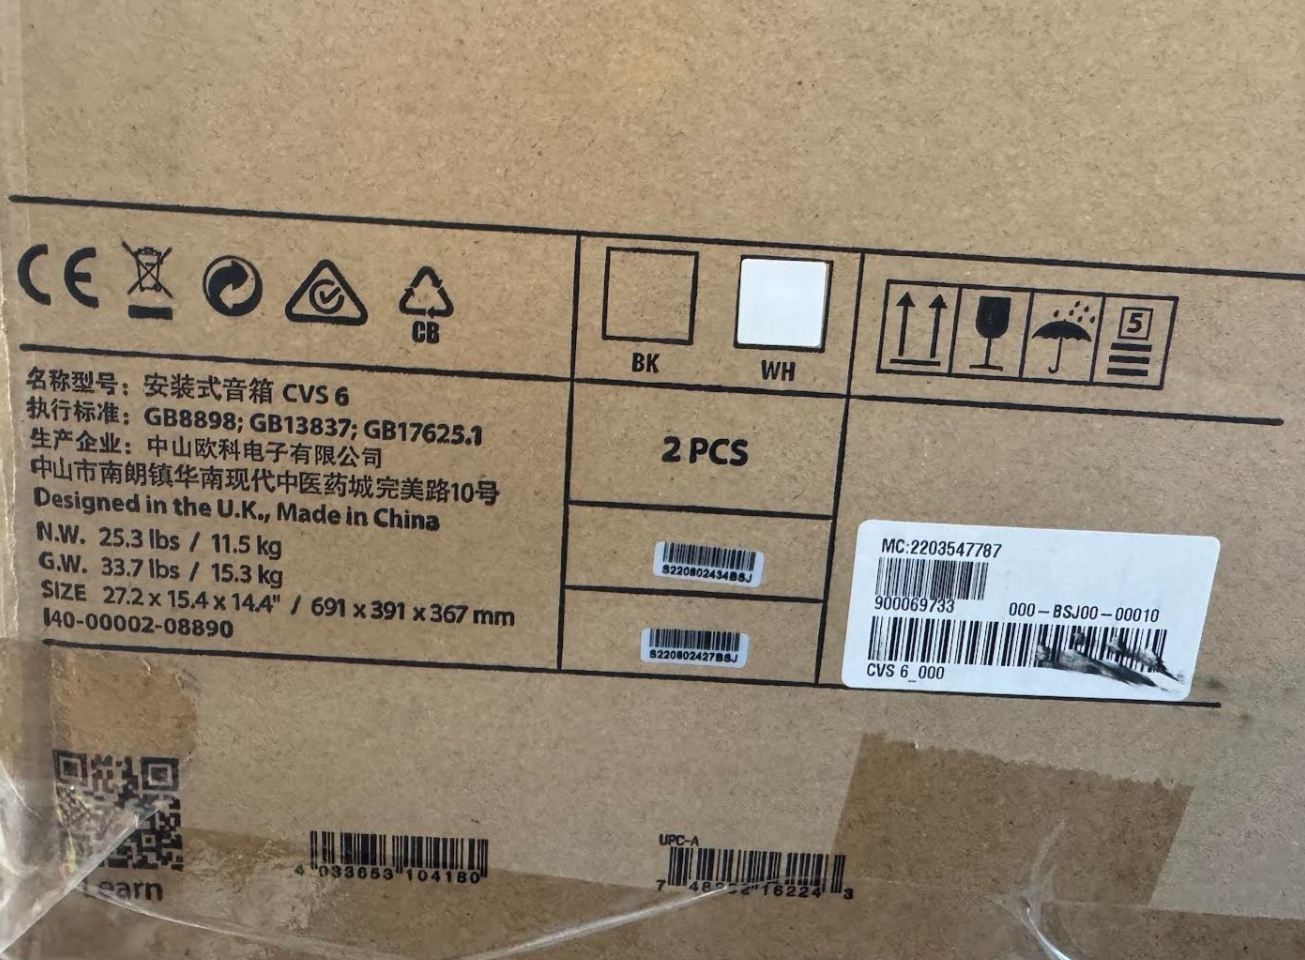 CE
CB
BK
WH
5
名称型号：安装式音箱 CVS 6
执行标准：GB8898; GB13837; GB17625.1
生产企业：中山欧科电子有限公司
中山市南朗镇华南现代中医药城完美路10号
Designed in the U.K., Made in China
N.W. 25.3 lbs / 11.5 kg
G.W. 33.7 lbs / 15.3 kg
SIZE 27.2 x 15.4 x 14.4" / 691 x 391 x 367 mm
I40-00002-08890
2 PCS
S220802434BSJ
S220802427BSJ
MC:2203547787
900069733
000-BSJ00-00010
CVS 6_000
Learn
4 033653 104180
UPC-A